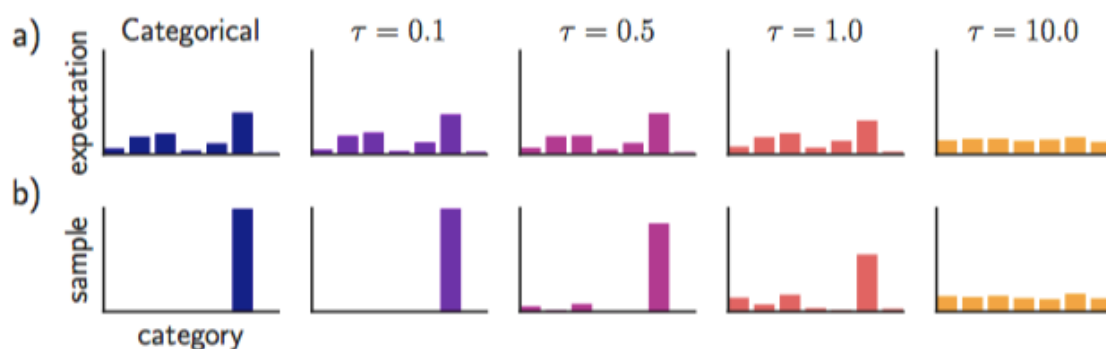 a)
Categorical
τ = 0.1
τ = 0.5
τ = 1.0
τ = 10.0
expectation
b)
sample
category